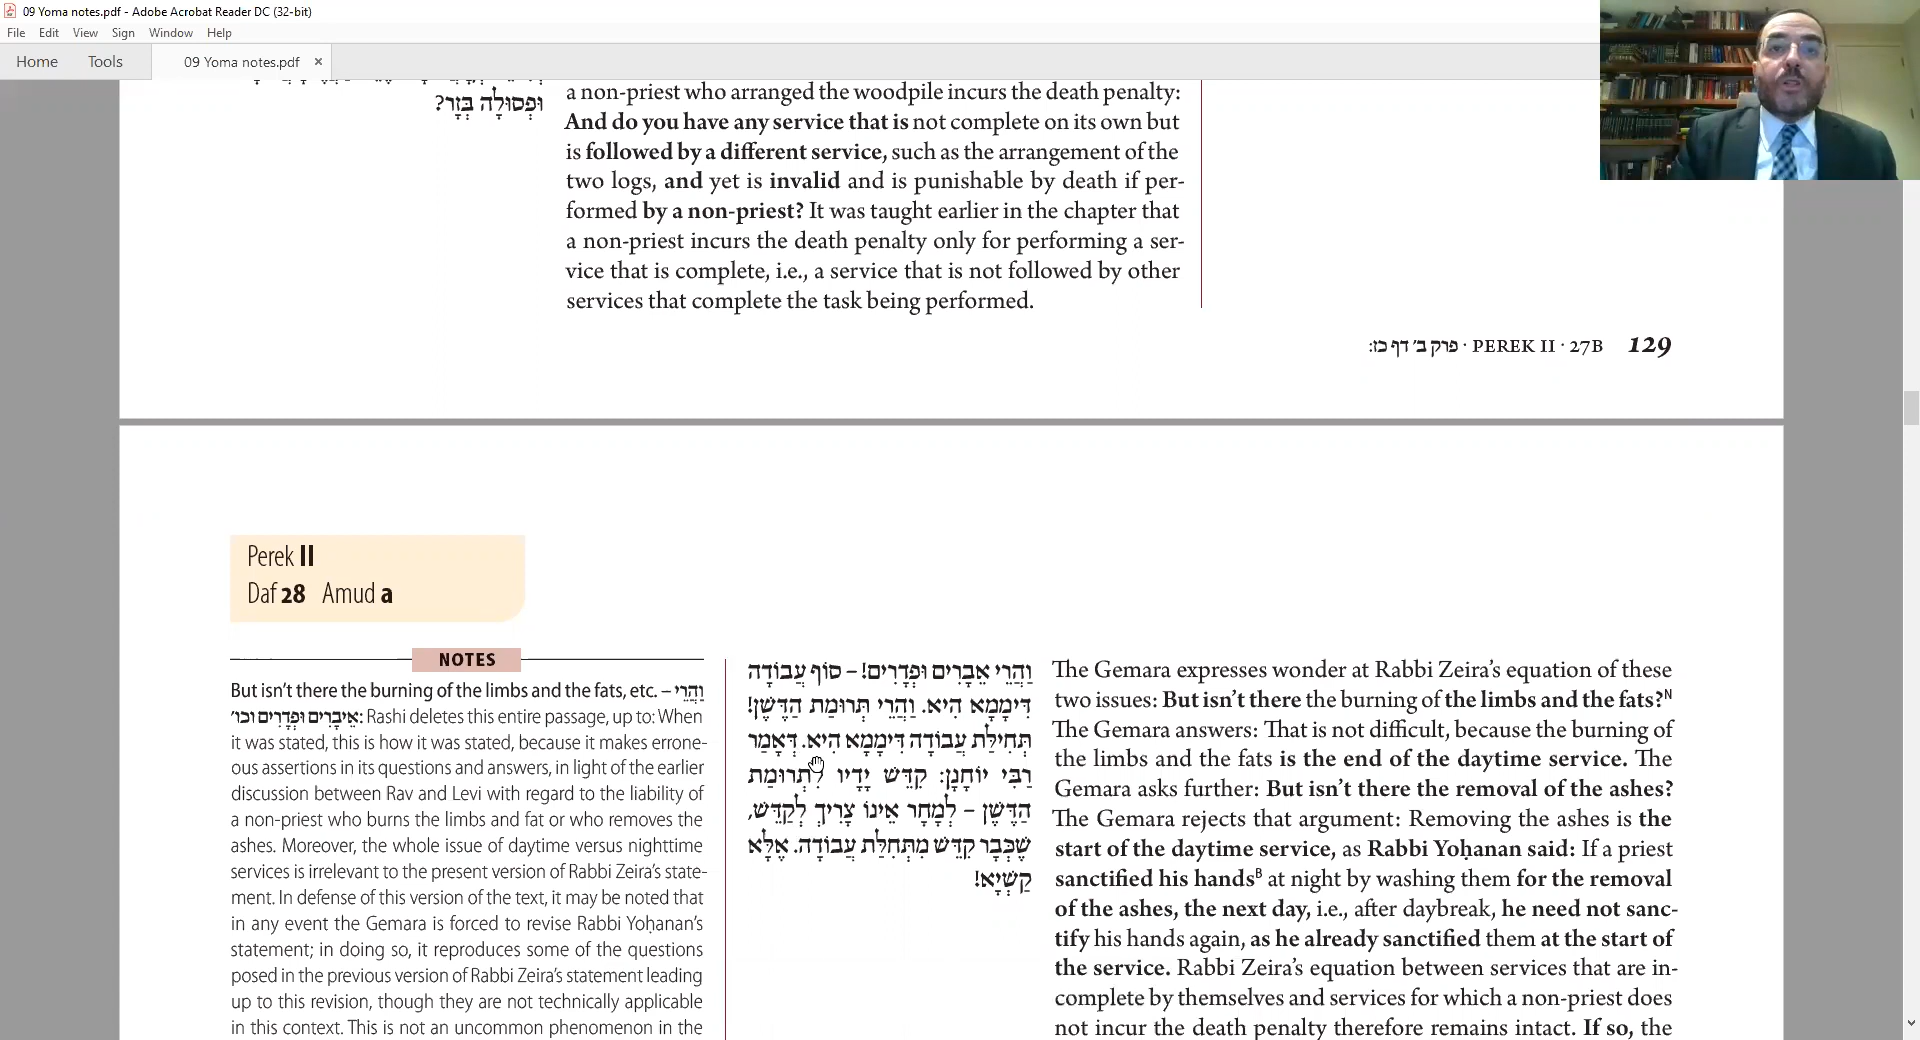 09 Yoma notes.pdf - Adobe Acrobat Reader DC (32-bit)
File Edit View Sign Window Help
Home Tools 09 Yoma notes.pdf ×
וּפְסוּלָה בְּזָר?
a non-priest who arranged the woodpile incurs the death penalty:
And do you have any service that is not complete on its own but
is followed by a different service, such as the arrangement of the
two logs, and yet is invalid and is punishable by death if per-
formed by a non-priest? It was taught earlier in the chapter that
a non-priest incurs the death penalty only for performing a ser-
vice that is complete, i.e., a service that is not followed by other
services that complete the task being performed.
פרק ב׳ דף כז: · PEREK II · 27B 129
Perek II
Daf 28 Amud a
NOTES
But isn’t there the burning of the limbs and the fats, etc. – וַהֲרֵי
אֵיבָרִים וּפְדָרִים וכו׳: Rashi deletes this entire passage, up to: When
it was stated, this is how it was stated, because it makes errone-
ous assertions in its questions and answers, in light of the earlier
discussion between Rav and Levi with regard to the liability of
a non-priest who burns the limbs and fat or who removes the
ashes. Moreover, the whole issue of daytime versus nighttime
services is irrelevant to the present version of Rabbi Zeira’s state-
ment. In defense of this version of the text, it may be noted that
in any event the Gemara is forced to revise Rabbi Yoḥanan’s
statement; in doing so, it reproduces some of the questions
posed in the previous version of Rabbi Zeira’s statement leading
up to this revision, though they are not technically applicable
in this context. This is not an uncommon phenomenon in the
וַהֲרֵי אֵבָרִים וּפְדָרִים! – סוֹף עֲבוֹדָה
דִּימָמָא הִיא. וַהֲרֵי תְּרוּמַת הַדֶּשֶׁן!
תְּחִילַּת עֲבוֹדָה דִּימָמָא הִיא. דְּאָמַר
רַבִּי יוֹחָנָן: קִדֵּשׁ יָדָיו לִתְרוּמַת
הַדֶּשֶׁן – לְמָחָר אֵינוֹ צָרִיךְ לְקַדֵּשׁ,
שֶׁכְּבָר קִדֵּשׁ מִתְּחִלַּת עֲבוֹדָה. אֶלָּא
קַשְׁיָא!
The Gemara expresses wonder at Rabbi Zeira’s equation of these
two issues: But isn’t there the burning of the limbs and the fats?N
The Gemara answers: That is not difficult, because the burning of
the limbs and the fats is the end of the daytime service. The
Gemara asks further: But isn’t there the removal of the ashes?
The Gemara rejects that argument: Removing the ashes is the
start of the daytime service, as Rabbi Yoḥanan said: If a priest
sanctified his handsB at night by washing them for the removal
of the ashes, the next day, i.e., after daybreak, he need not sanc-
tify his hands again, as he already sanctified them at the start of
the service. Rabbi Zeira’s equation between services that are in-
complete by themselves and services for which a non-priest does
not incur the death penalty therefore remains intact. If so, the